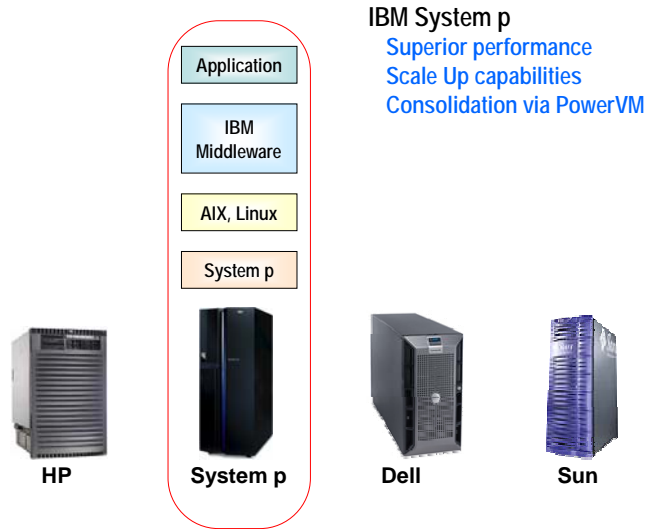 IBM System p
Superior performance
Scale Up capabilities
Consolidation via PowerVM
Application
IBM
Middleware
AIX, Linux
System p
HP
System p
Dell
Sun